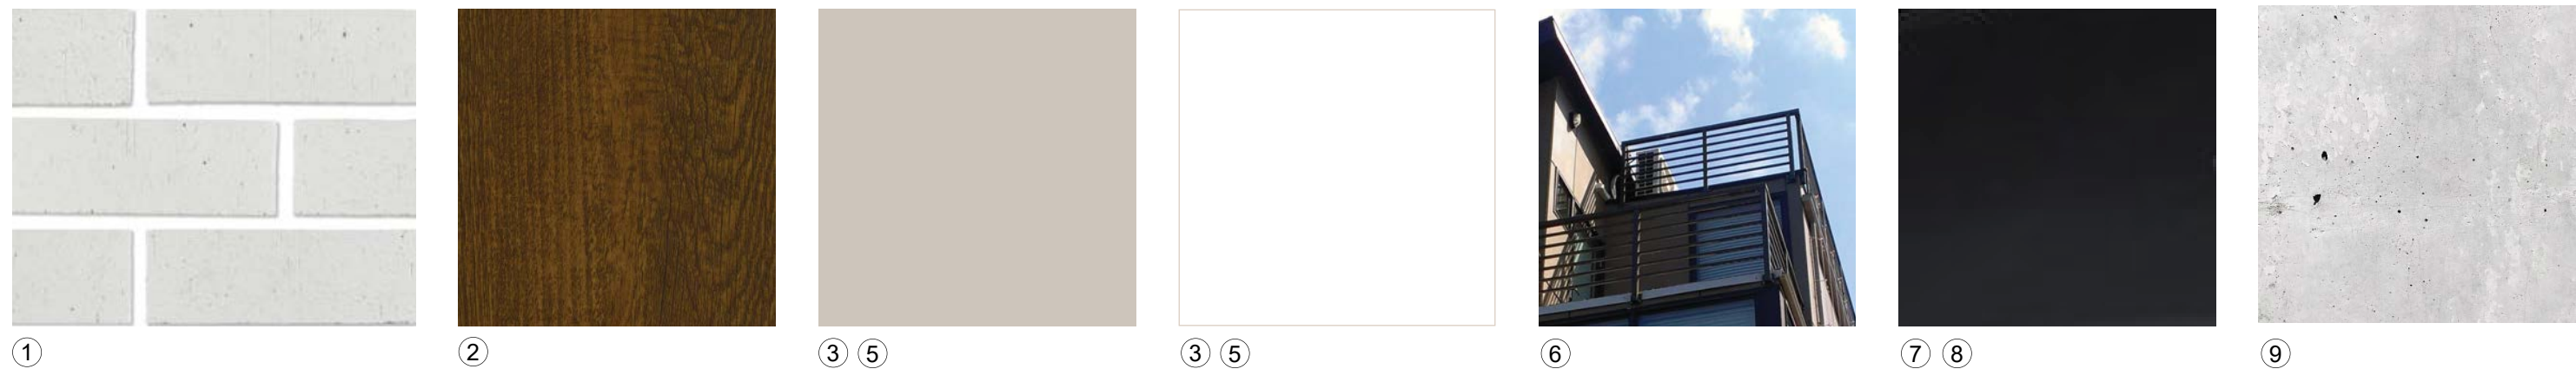 ① ② ③ ⑤ ③ ⑤ ⑥ ⑦ ⑧ ⑨